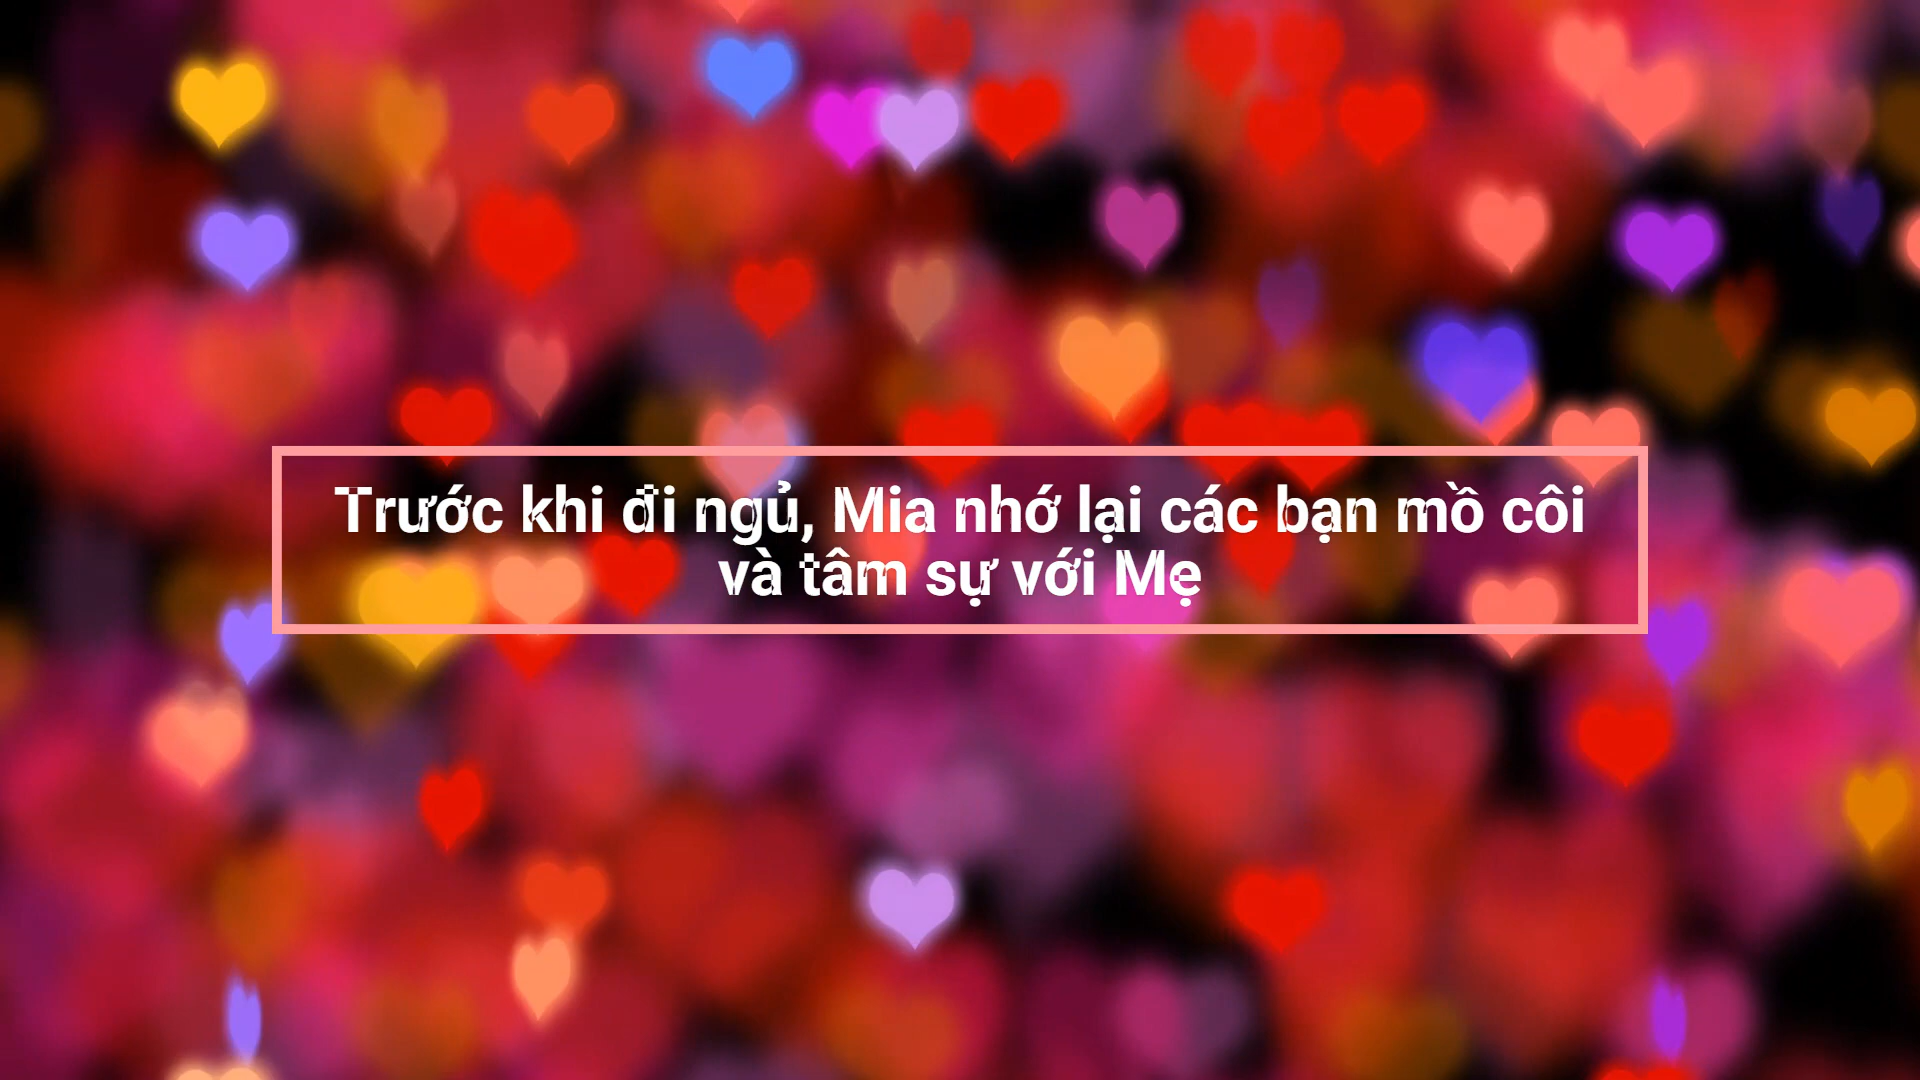 Trước khi đi ngủ, Mia nhớ lại các bạn mồ côi
và tâm sự với Mẹ